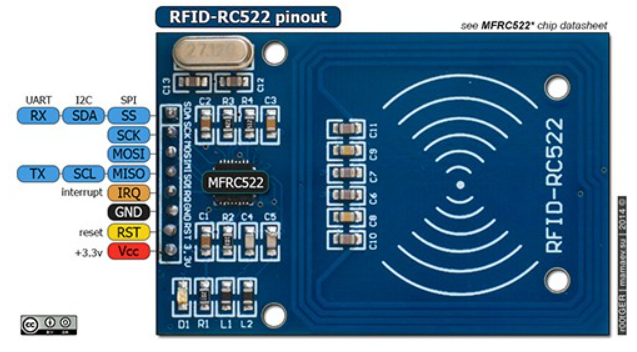 RFID-RC522 pinout
see MFRC522* chip datasheet
27.120
C13
C12
UART I2C SPI
RX SDA SS
SCK
MOSI
TX SCL MISO
interrupt IRQ
GND
reset RST
+3.3v Vcc
SDA SCK MOSI MISO IRQ GND RST 3.3V
C2 R3 R4 C3
MFRC522
C1 R2 C4 C5
D1 R1 L1 L2
C11
C9
C7
C6
C8
C10
RFID-RC522
cc